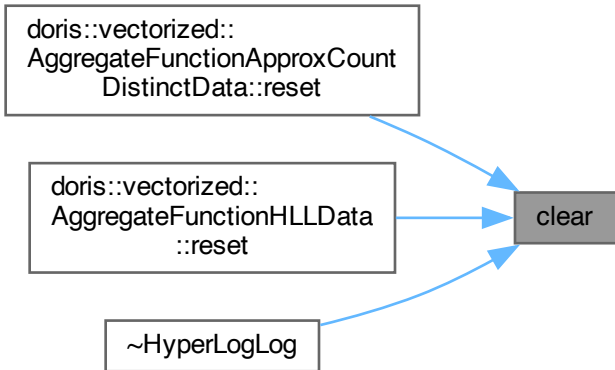 doris::vectorized::
AggregateFunctionApproxCount
DistinctData::reset
doris::vectorized::
AggregateFunctionHLLData
::reset
~HyperLogLog
clear